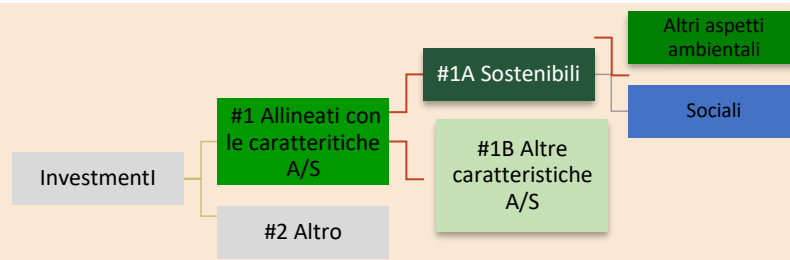 Altri aspetti
ambientali
#1A Sostenibili
Sociali
#1 Allineati con
le caratteritiche
A/S
#1B Altre
caratteristiche
A/S
InvestmentI
#2 Altro